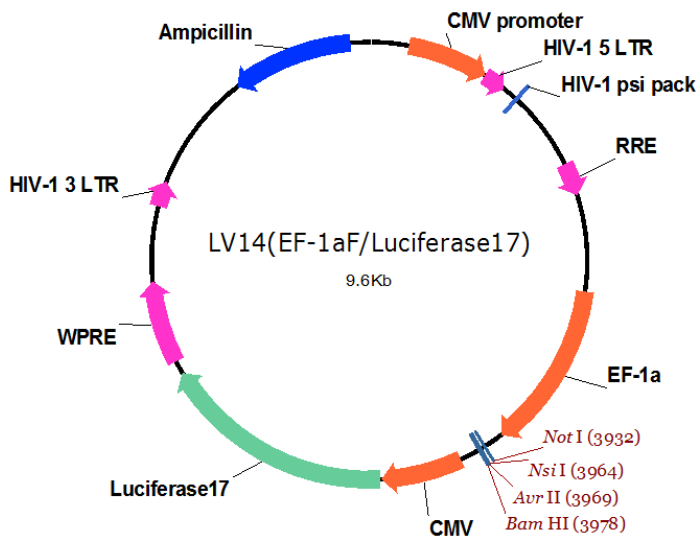 CMV promoter
Ampicillin
HIV-1 5 LTR
HIV-1 psi pack
RRE
HIV-1 3 LTR
LV14(EF-1aF/Luciferase17)
9.6Kb
WPRE
EF-1a
Not I (3932)
Nsi I (3964)
Luciferase17
Avr II (3969)
CMV
Bam HI (3978)